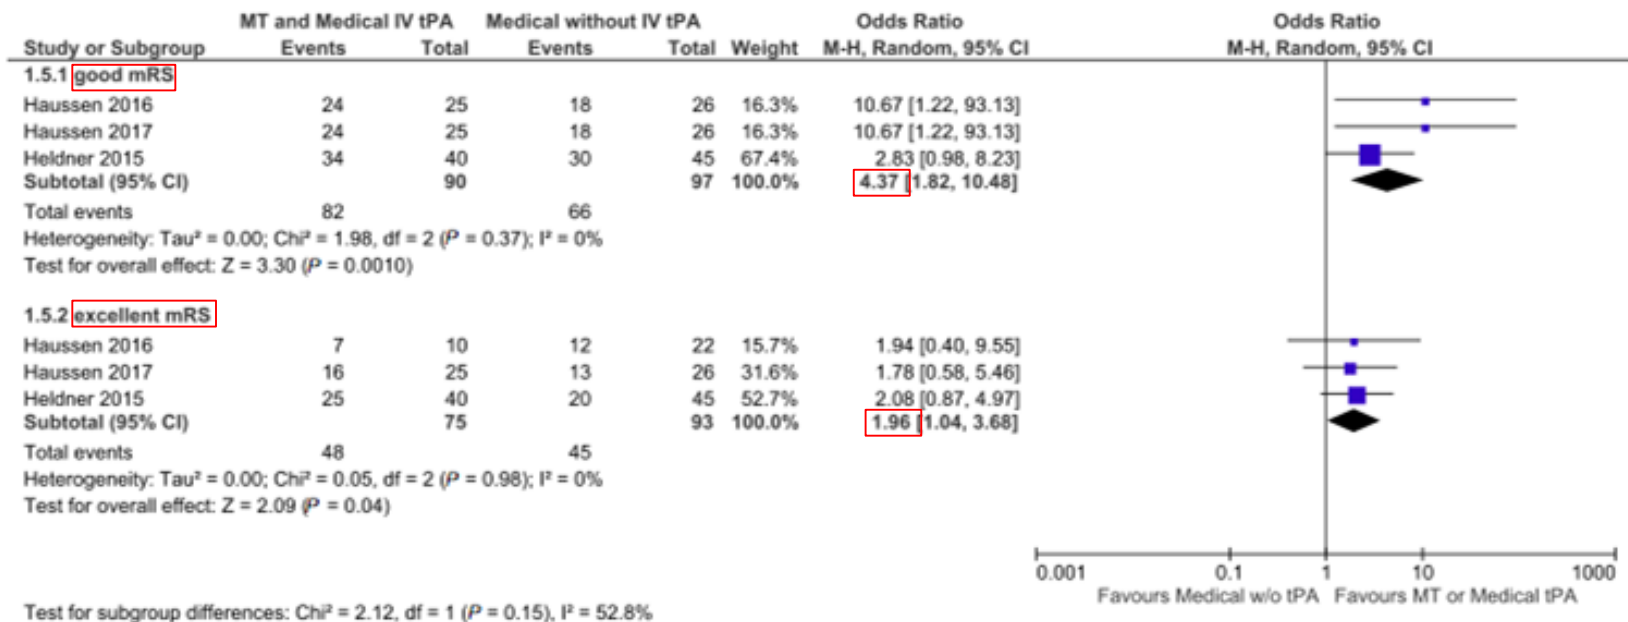 MT and Medical IV tPA Medical without IV tPA Odds Ratio Odds Ratio
Study or Subgroup Events Total Events Total Weight M-H, Random, 95% CI M-H, Random, 95% CI
1.5.1 good mRS
Haussen 2016 24 25 18 26 16.3% 10.67 [1.22, 93.13]
Haussen 2017 24 25 18 26 16.3% 10.67 [1.22, 93.13]
Heldner 2015 34 40 30 45 67.4% 2.83 [0.98, 8.23]
Subtotal (95% CI) 90 97 100.0% 4.37 [1.82, 10.48]
Total events 82 66
Heterogeneity: Tau² = 0.00; Chi² = 1.98, df = 2 (P = 0.37); I² = 0%
Test for overall effect: Z = 3.30 (P = 0.0010)
1.5.2 excellent mRS
Haussen 2016 7 10 12 22 15.7% 1.94 [0.40, 9.55]
Haussen 2017 16 25 13 26 31.6% 1.78 [0.58, 5.46]
Heldner 2015 25 40 20 45 52.7% 2.08 [0.87, 4.97]
Subtotal (95% CI) 75 93 100.0% 1.96 [1.04, 3.68]
Total events 48 45
Heterogeneity: Tau² = 0.00; Chi² = 0.05, df = 2 (P = 0.98); I² = 0%
Test for overall effect: Z = 2.09 (P = 0.04)
0.001 0.1 1 10 1000
Favours Medical w/o tPA Favours MT or Medical tPA
Test for subgroup differences: Chi² = 2.12, df = 1 (P = 0.15), I² = 52.8%